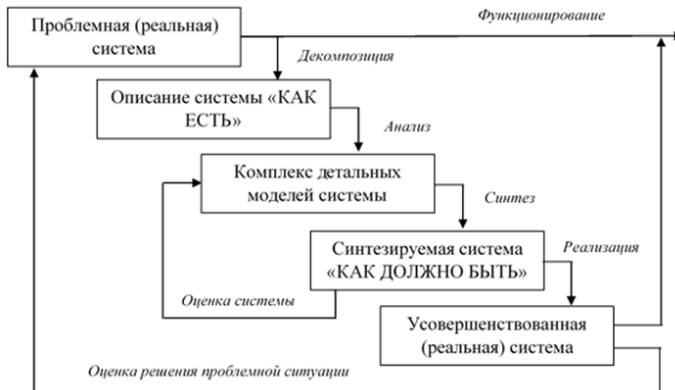 Функционирование
Проблемная (реальная)
система
Декомпозиция
Описание системы «КАК
ЕСТЬ»
Анализ
Комплекс детальных
моделей системы
Синтез
Синтезируемая система
«КАК ДОЛЖНО БЫТЬ»
Реализация
Оценка системы
Усовершенствованная
(реальная) система
Оценка решения проблемной ситуации